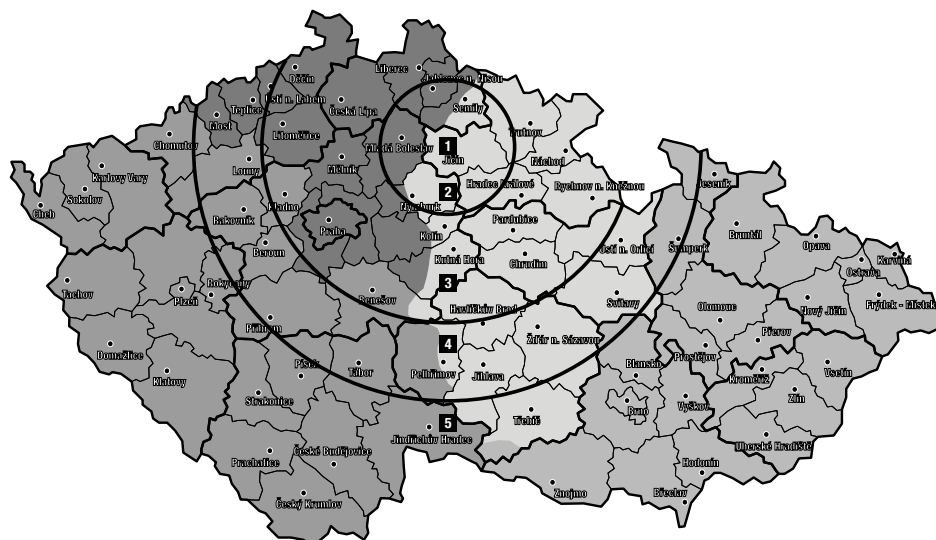 Děčín
Liberec
Jablonec n. Nisou
Teplice
Ústí n. Labem
Česká Lípa
Semily
Most
Litoměřice
Trutnov
Chomutov
Mladá Boleslav
1
Jičín
Louny
Mělník
Náchod
Karlovy Vary
Sokolov
Hradec Králové
Rychnov n. Kněžnou
Jeseník
2
Cheb
Rakovník
Kladno
Nymburk
Praha
Kolín
Pardubice
Bruntál
Beroun
Kutná Hora
Chrudim
Ústí n. Orlicí
Šumperk
Opava
Karviná
Ostrava
Tachov
Plzeň
Rokycany
3
Benešov
Havlíčkův Brod
Svitavy
Olomouc
Nový Jičín
Frýdek - Místek
Příbram
Přerov
Domažlice
4
Žďár n. Sázavou
Prostějov
Klatovy
Písek
Tábor
Pelhřimov
Jihlava
Blansko
Kroměříž
Vsetín
Strakonice
Zlín
Brno
Vyškov
5
Třebíč
Jindřichův Hradec
Uherské Hradiště
Prachatice
České Budějovice
Hodonín
Znojmo
Břeclav
Český Krumlov